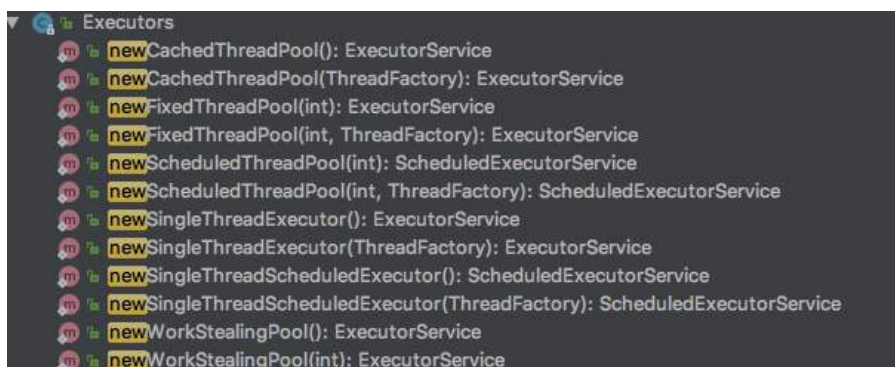 Executors
newCachedThreadPool(): ExecutorService
newCachedThreadPool(ThreadFactory): ExecutorService
newFixedThreadPool(int): ExecutorService
newFixedThreadPool(int, ThreadFactory): ExecutorService
newScheduledThreadPool(int): ScheduledExecutorService
newScheduledThreadPool(int, ThreadFactory): ScheduledExecutorService
newSingleThreadExecutor(): ExecutorService
newSingleThreadExecutor(ThreadFactory): ExecutorService
newSingleThreadScheduledExecutor(): ScheduledExecutorService
newSingleThreadScheduledExecutor(ThreadFactory): ScheduledExecutorService
newWorkStealingPool(): ExecutorService
newWorkStealingPool(int): ExecutorService